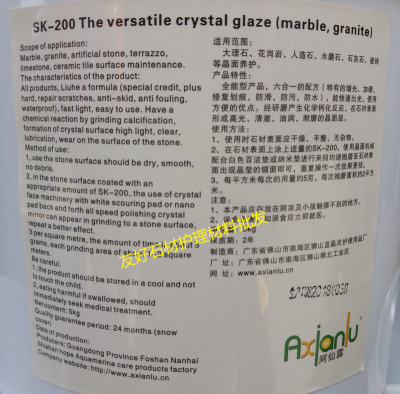 SK-200 The versatile crystal glaze (marble, granite)
Scope of application:
Marble, granite, artificial stone, terrazzo,
limestone, ceramic tile surface maintenance.
The characteristics of the product:
All products, Liuhe a formula (special credit, plus
hard, repair scratches, anti-skid, anti fouling,
waterproof), fast light, easy to use. Have a
chemical reaction by grinding calcification,
formation of crystal surface high light, clear,
lubrication, wear on the surface of the stone.
Method of use:
1, use the stone surface should be dry, smooth,
no debris.
2, in the stone surface coated with an
appropriate amount of SK-200, the use of crystal
face machinery with white scouring pad or nano
pad back and forth all speed polishing crystal
mirror can appear in grinding to a stone surface,
repeat
3 per square metre, the amount of time
grams, each grinding area of about square
meters.
Be careful.
1. the product should be stored in a cool and not
to touch the child.
2, eating harmful if swallowed, should
immediately seek medical treatment.
Net content: 5kg
Quality guarantee period: 24 months (snow
cover)
Date of production:
Producers: Guangdong Province Foshan Nanhai
Shishan hope Aquamarine care products factory
Company website: http://www.axianlu.cn
适用范围:
大理石、花岗岩、人造石、水磨石、石灰石、瓷砖
等晶面养护。
产品特性:
全能型产品，六合一的配方（特有的增光、加硬、
修复划痕、防滑、防污、防水），能快速出光，使用
方便的优点。经研磨产生化学钙化反应，在石材表面
形成高光、清澈、油润、耐磨的晶面层。
使用方法:
1、使用时石材表面应干燥、平整、无杂物。
2、在石材表面上涂上适量的SK-200，使用晶面机械
配合白色百洁垫或纳米垫进行来回均速抛磨至石材表
面出现晶莹的镜面即可，重复操作一次效果更佳。
3、每平方米每次的用量约5克，每次抛磨面积约2平
方米。
注意:
1、本产品应存放在阴凉及小孩触摸不到的地方。
误食应立即就医。
保质期: 2年
制造商: 广东省佛山市南海区狮山宜晶洪护理用品厂
厂 址: 广东省佛山市南海区狮山北工业区
网 址: www.axianlu.cn
友好石材护理材料批发
Axianlu
阿仙露